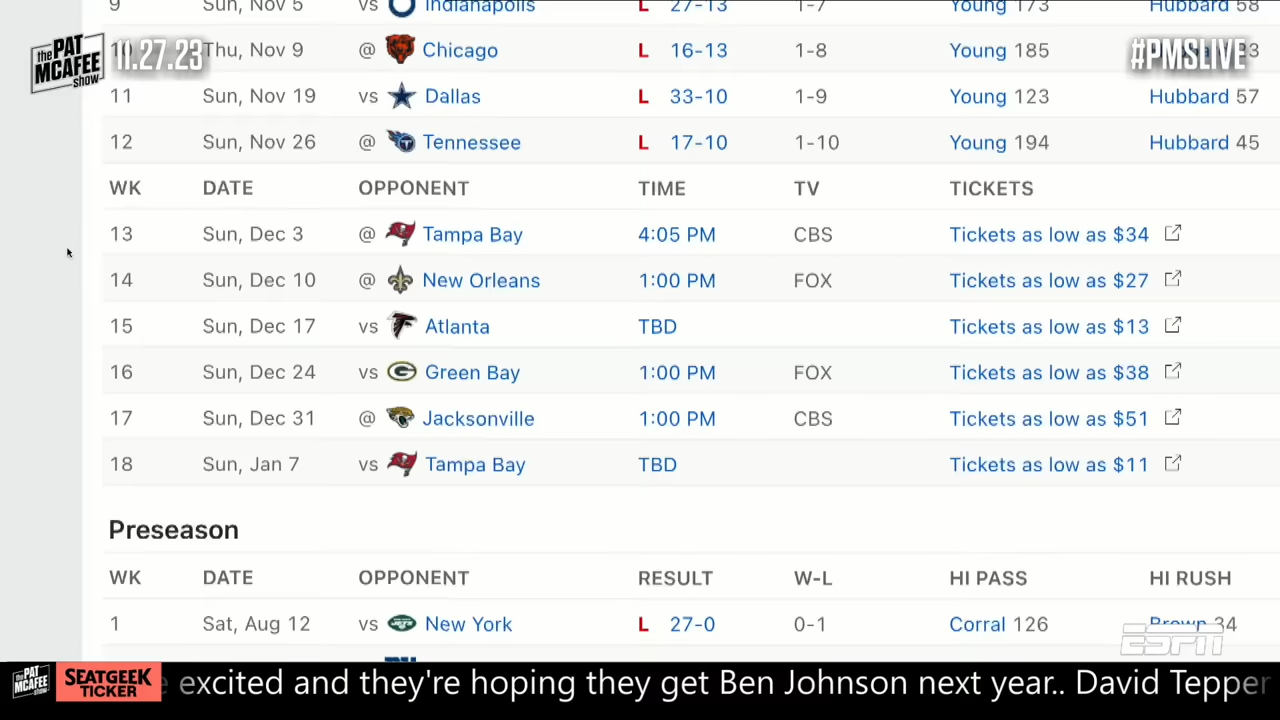 9 Sun, Nov 5 vs Indianapolis L 27-13 1-7 Young 173 Hubbard 58
the PAT MCAFEE show 11.27.23 #PMSLIVE
10 Thu, Nov 9 @ Chicago L 16-13 1-8 Young 185
11 Sun, Nov 19 vs Dallas L 33-10 1-9 Young 123 Hubbard 57
12 Sun, Nov 26 @ Tennessee L 17-10 1-10 Young 194 Hubbard 45
WK DATE OPPONENT TIME TV TICKETS
13 Sun, Dec 3 @ Tampa Bay 4:05 PM CBS Tickets as low as $34
14 Sun, Dec 10 @ New Orleans 1:00 PM FOX Tickets as low as $27
15 Sun, Dec 17 vs Atlanta TBD Tickets as low as $13
16 Sun, Dec 24 vs Green Bay 1:00 PM FOX Tickets as low as $38
17 Sun, Dec 31 @ Jacksonville 1:00 PM CBS Tickets as low as $51
18 Sun, Jan 7 vs Tampa Bay TBD Tickets as low as $11
Preseason
WK DATE OPPONENT RESULT W-L HI PASS HI RUSH
1 Sat, Aug 12 vs New York L 27-0 0-1 Corral 126 Brown 34
ESPN
the PAT MCAFEE show SEATGEEK TICKER excited and they're hoping they get Ben Johnson next year.. David Tepper